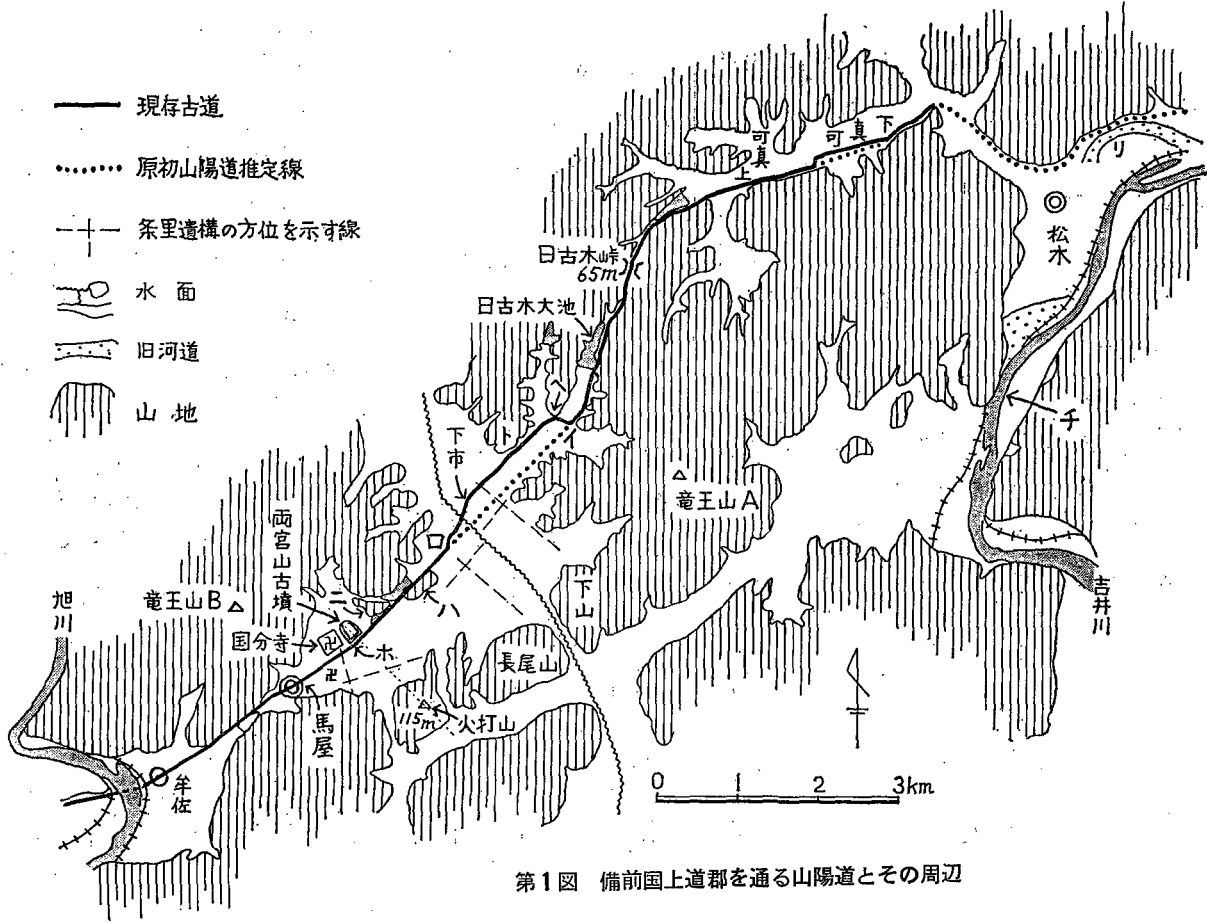 現存古道
原初山陽道推定線
条里遺構の方位を示す線
水面
旧河道
山地
可真上
可真下
リ
松木
日古木峠
65m
日古木大池
ヘ
ト
下市
チ
竜王山A
両宮山古墳
ロ
ハ
ニ
竜王山B
国分寺
卍
ホ
卍
下山
長尾山
吉井川
旭川
馬屋
115m
火打山
牟佐
0 1 2 3km
第1図 備前国上道郡を通る山陽道とその周辺